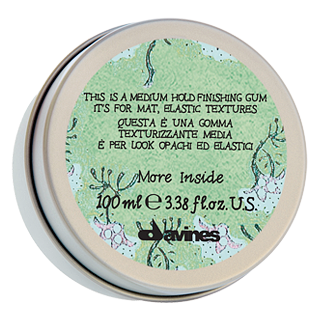 THIS IS A MEDIUM HOLD FINISHING GUM
IT'S FOR MAT, ELASTIC TEXTURES
QUESTA È UNA GOMMA
TEXTURIZZANTE MEDIA
È PER LOOK OPACHI ED ELASTICI
More Inside
100 ml ℮ 3.38 fl.oz. U.S.
davines